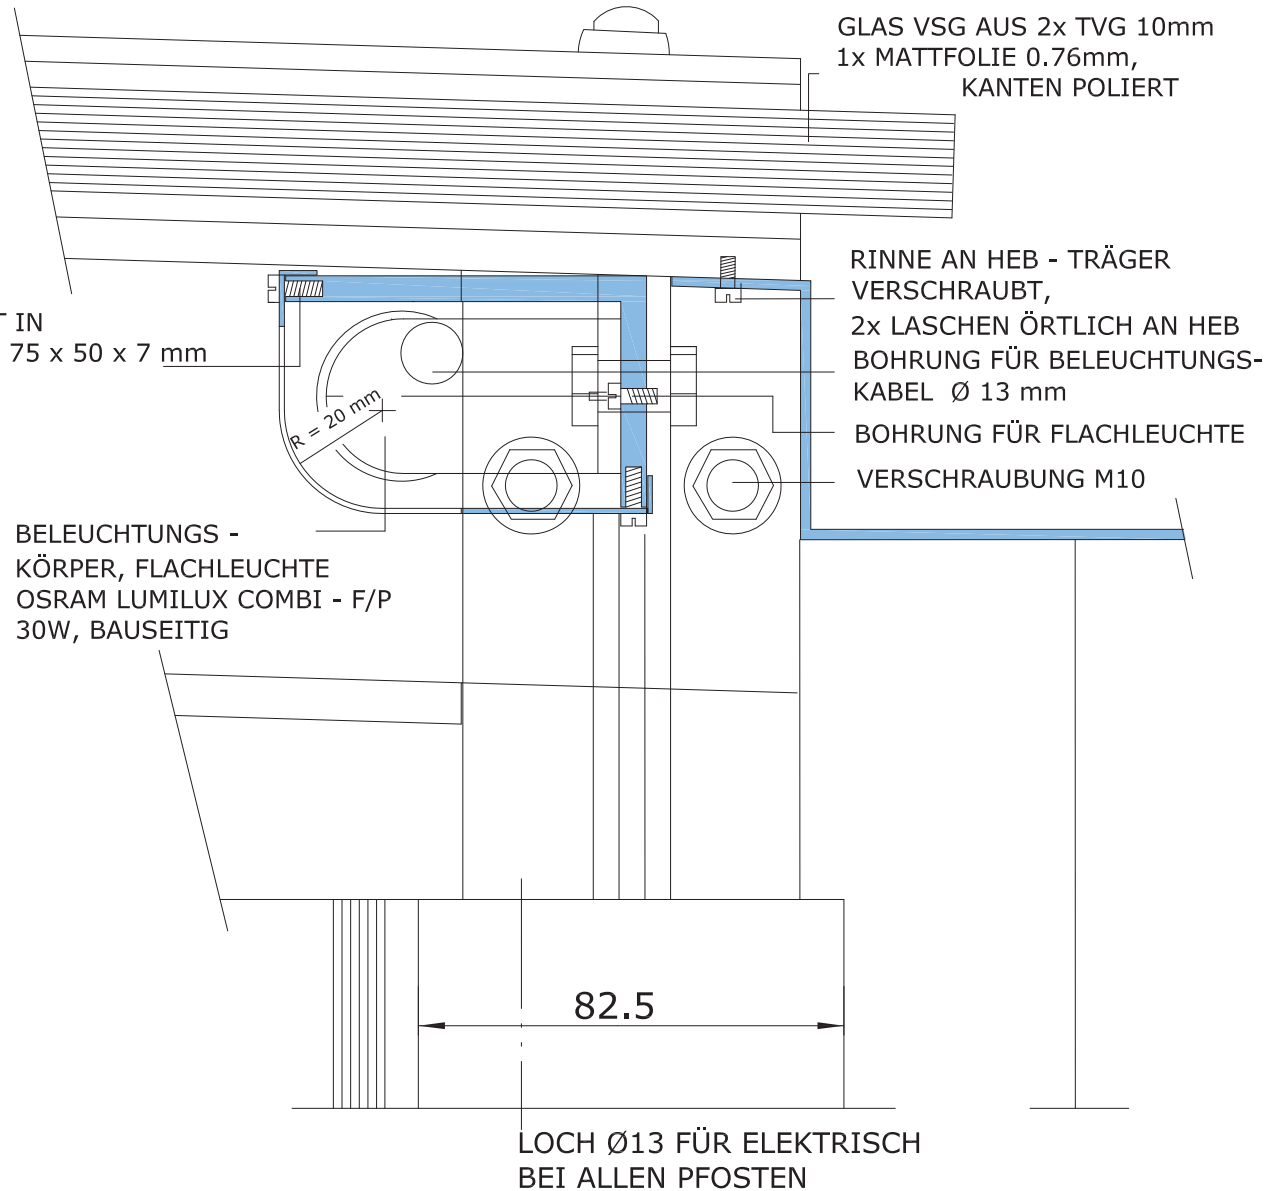 GLAS VSG AUS 2x TVG 10mm
1x MATTFOLIE 0.76mm,
KANTEN POLIERT
RINNE AN HEB - TRÄGER
VERSCHRAUBT,
2x LASCHEN ÖRTLICH AN HEB
BOHRUNG FÜR BELEUCHTUNGS-
KABEL Ø 13 mm
BOHRUNG FÜR FLACHLEUCHTE
VERSCHRAUBUNG M10
IN
75 x 50 x 7 mm
R = 20 mm
BELEUCHTUNGS -
KÖRPER, FLACHLEUCHTE
OSRAM LUMILUX COMBI - F/P
30W, BAUSEITIG
82.5
LOCH Ø13 FÜR ELEKTRISCH
BEI ALLEN PFOSTEN